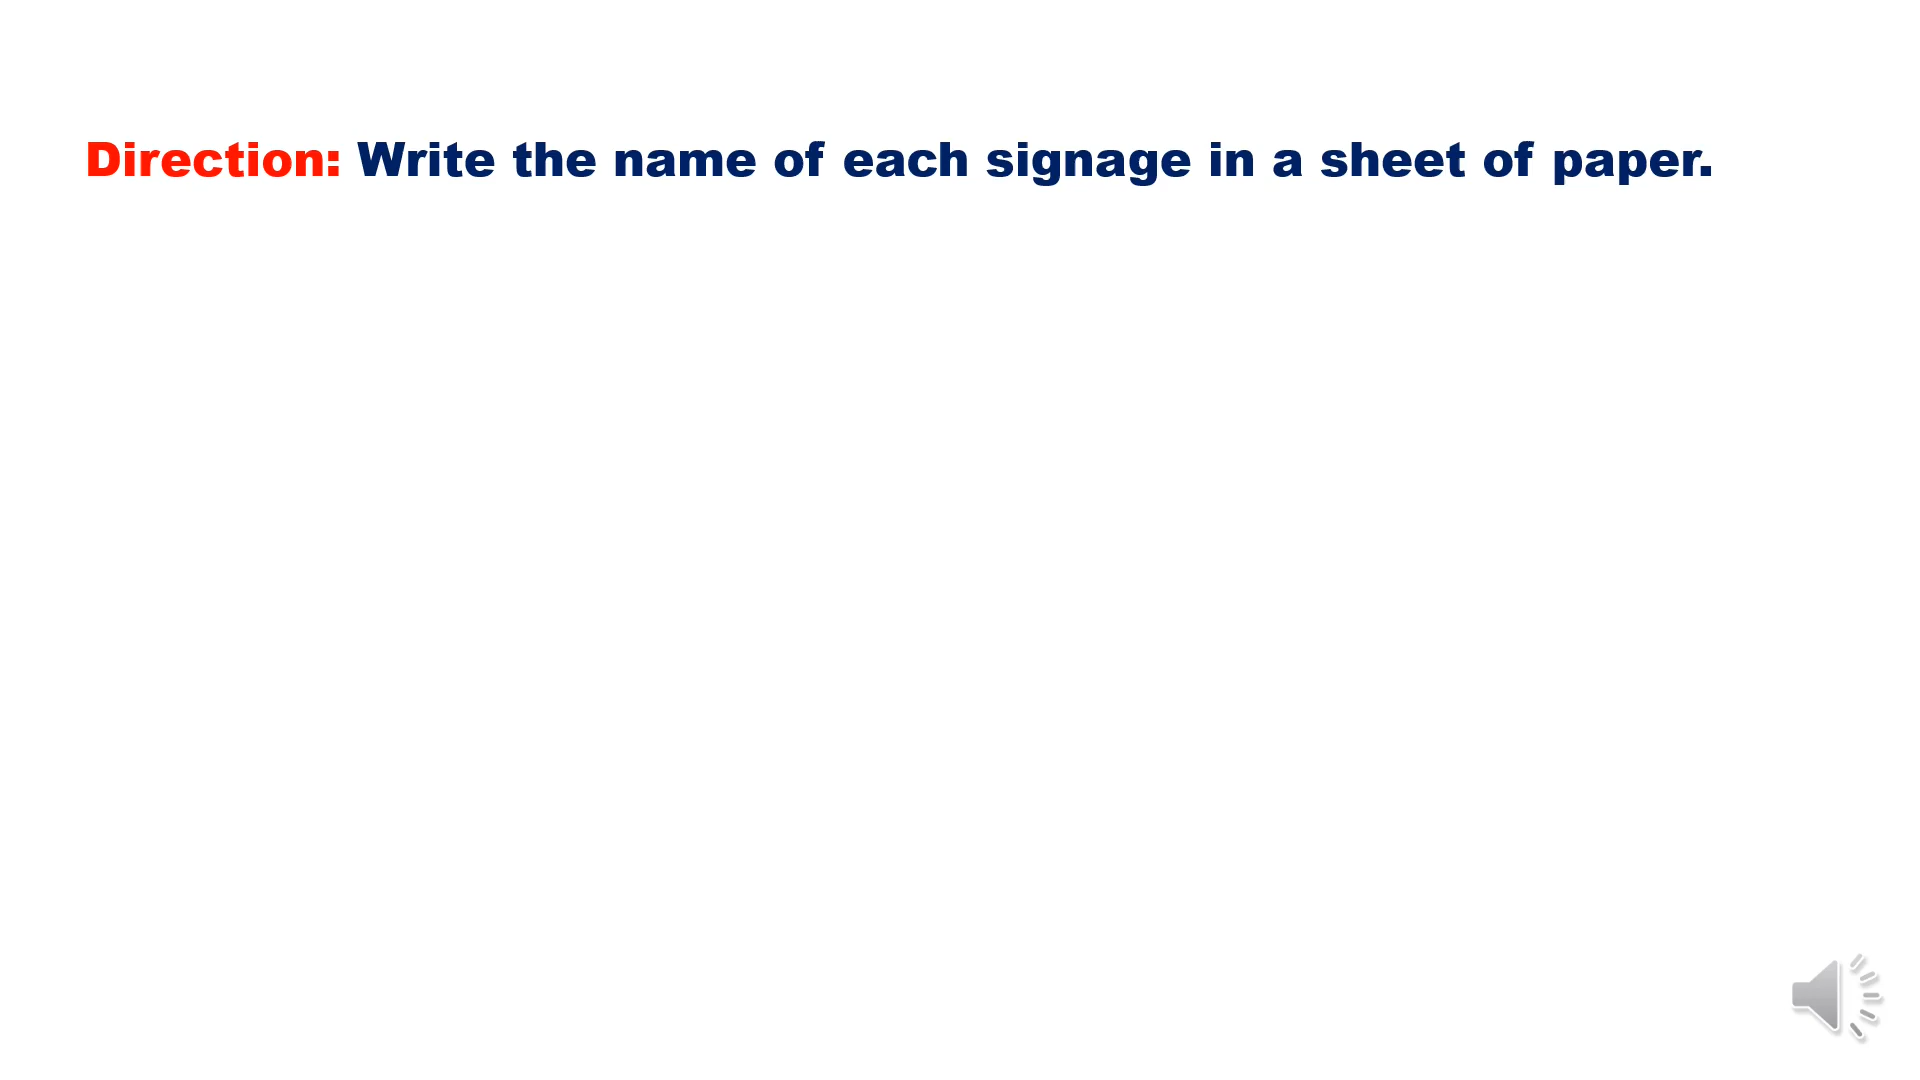 Direction: Write the name of each signage in a sheet of paper.